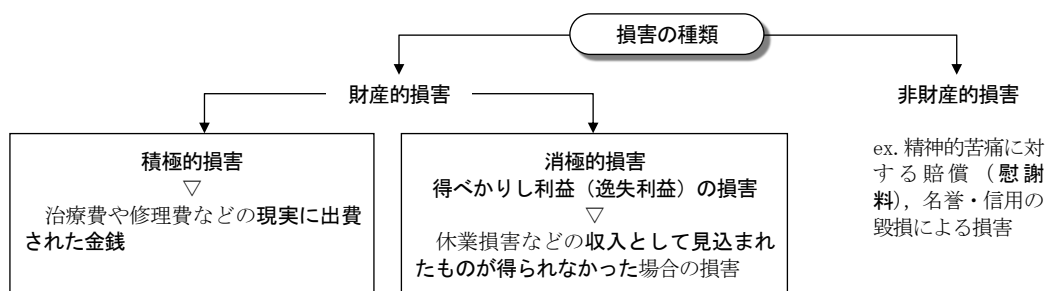 損害の種類
財産的損害
非財産的損害
積極的損害
▽
治療費や修理費などの現実に出費
された金銭
消極的損害
得べかりし利益（逸失利益）の損害
▽
休業損害などの収入として見込まれ
たものが得られなかった場合の損害
ex. 精神的苦痛に対
する賠償（慰謝
料），名誉・信用の
毀損による損害